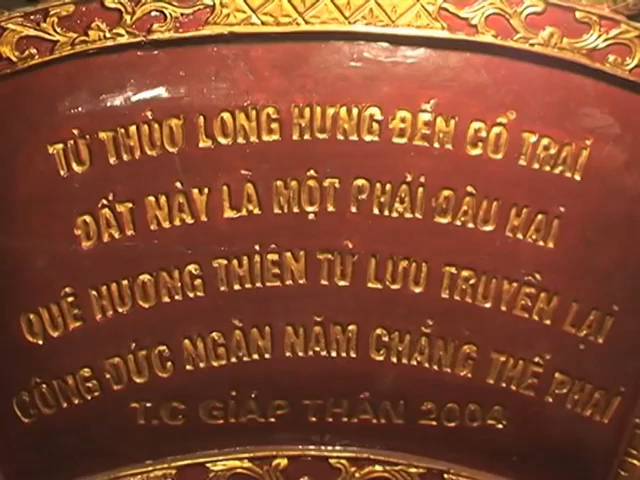 TỪ THUỞ LONG HƯNG ĐẾN CỔ TRAI
ĐẤT NÀY LÀ MỘT PHẢI ĐÂU HAI
QUÊ HƯƠNG THIÊN TỬ LƯU TRUYỀN LẠI
CÔNG ĐỨC NGÀN NĂM CHẲNG THỂ PHAI
T.C GIÁP THÂN 2004